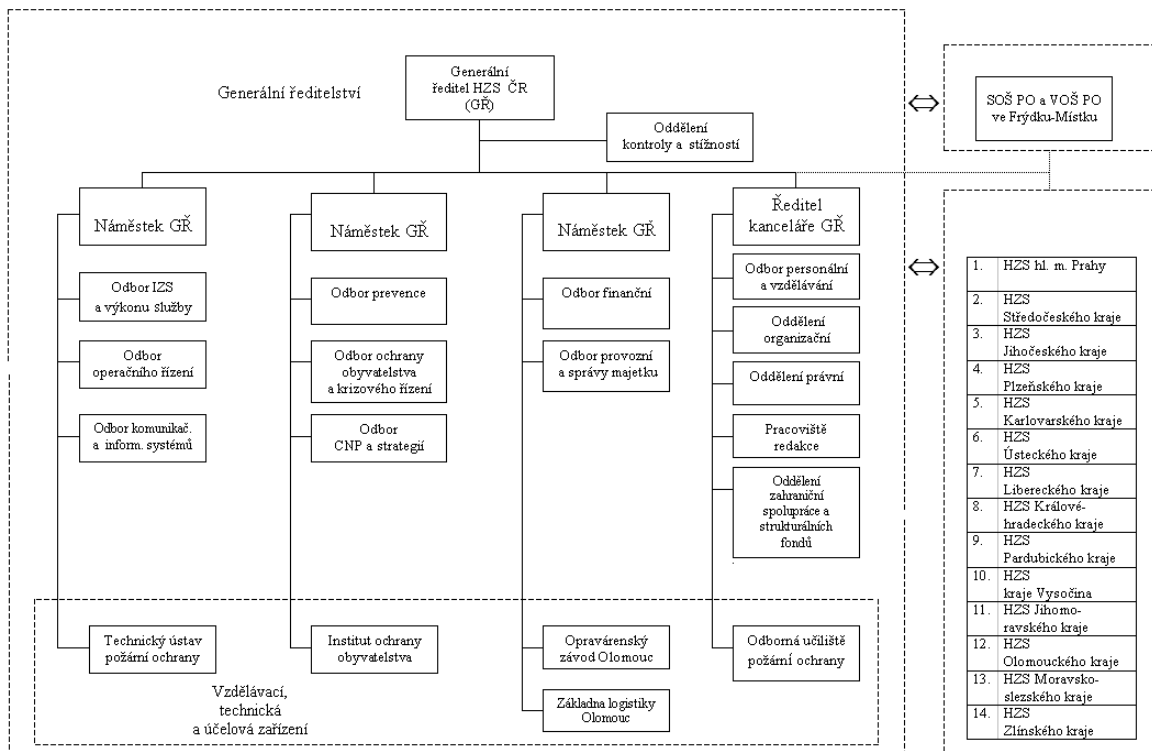 Generální ředitelství
Generální
ředitel HZS ČR
(GŘ)
Oddělení
kontroly a stížností
SOŠ PO a VOŠ PO
ve Frýdku-Místku
Náměstek GŘ
Odbor IZS
a výkonu služby
Odbor
operačního řízení
Odbor komunikač.
a inform. systémů
Technický ústav
požární ochrany
Náměstek GŘ
Odbor prevence
Odbor ochrany
obyvatelstva
a krizového řízení
Odbor
CNP a strategií
Institut ochrany
obyvatelstva
Náměstek GŘ
Odbor finanční
Odbor provozní
a správy majetku
Opravárenský
závod Olomouc
Základna logistiky
Olomouc
Ředitel
kanceláře GŘ
Odbor personální
a vzdělávání
Oddělení
organizační
Oddělení právní
Pracoviště
redakce
Oddělení
zahraniční
spolupráce a
strukturálních
fondů
Odborná učiliště
požární ochrany
Vzdělávací,
technická
a účelová zařízení
1. HZS hl. m. Prahy
2. HZS
Středočeského kraje
3. HZS
Jihočeského kraje
4. HZS
Plzeňského kraje
5. HZS
Karlovarského kraje
6. HZS
Ústeckého kraje
7. HZS
Libereckého kraje
8. HZS Králové-
hradeckého kraje
9. HZS
Pardubického kraje
10. HZS
kraje Vysočina
11. HZS Jihomo-
ravského kraje
12. HZS
Olomouckého kraje
13. HZS Moravsko-
slezského kraje
14. HZS
Zlínského kraje